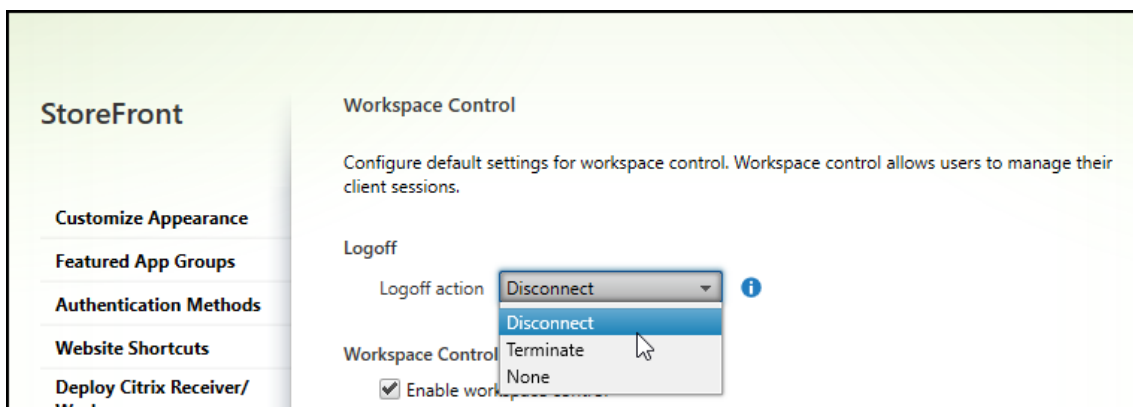 StoreFront
Customize Appearance
Featured App Groups
Authentication Methods
Website Shortcuts
Deploy Citrix Receiver/
Workspace Control
Configure default settings for workspace control. Workspace control allows users to manage their
client sessions.
Logoff
Logoff action Disconnect
Disconnect
Terminate
None
Workspace Control
Enable